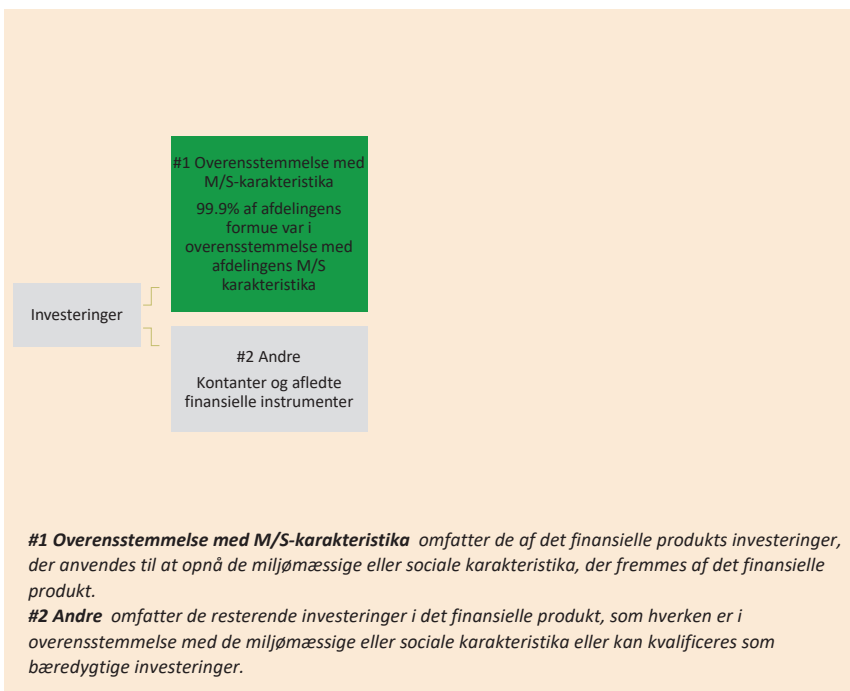 #1 Overensstemmelse med
M/S-karakteristika
99.9% af afdelingens
formue var i
overensstemmelse med
afdelingens M/S
karakteristika
Investeringer
#2 Andre
Kontanter og afledte
finansielle instrumenter
#1 Overensstemmelse med M/S-karakteristika omfatter de af det finansielle produkts investeringer,
der anvendes til at opnå de miljømæssige eller sociale karakteristika, der fremmes af det finansielle
produkt.
#2 Andre omfatter de resterende investeringer i det finansielle produkt, som hverken er i
overensstemmelse med de miljømæssige eller sociale karakteristika eller kan kvalificeres som
bæredygtige investeringer.